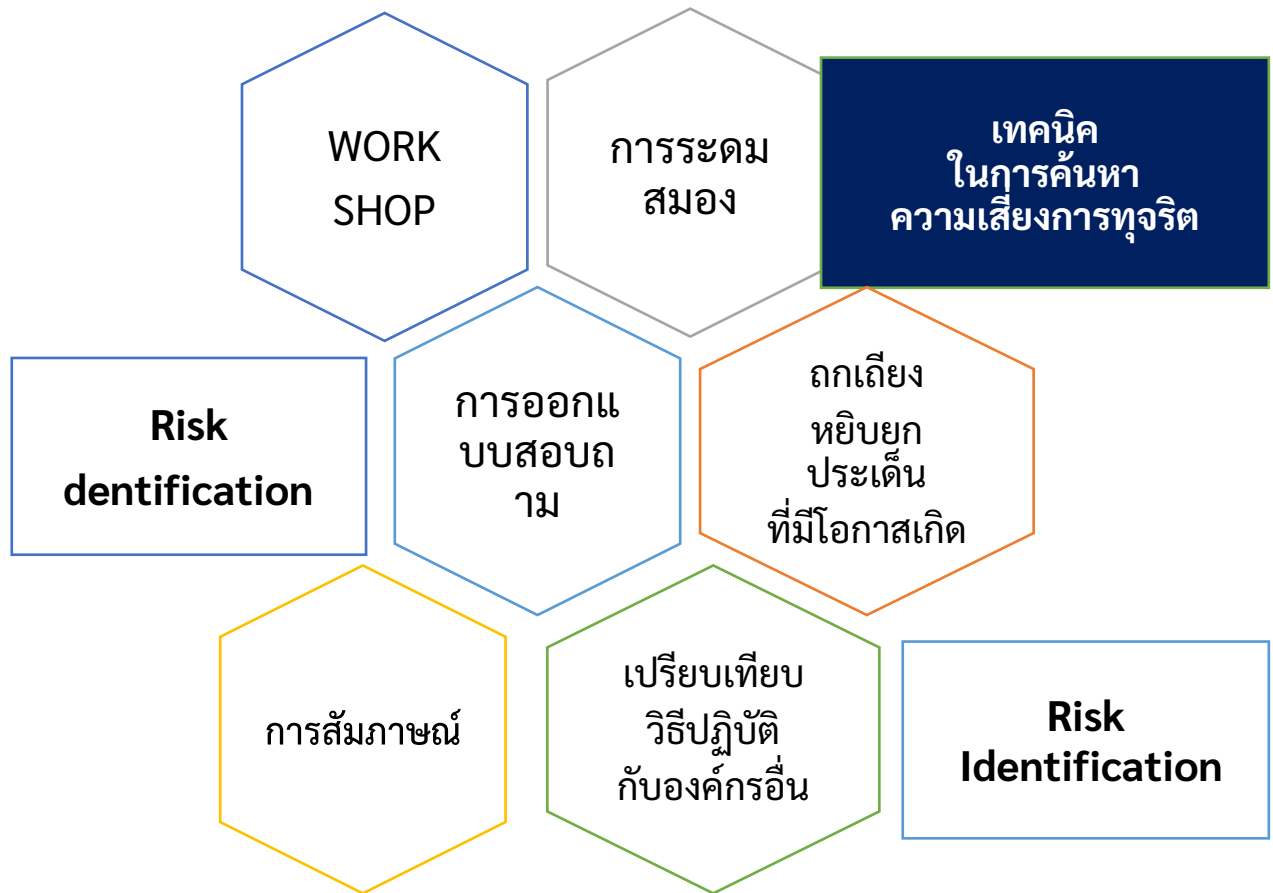 WORK
SHOP
การระดม
สมอง
เทคนิค
ในการค้นหา
ความเสี่ยงการทุจริต
Risk
dentification
การออกแ
บบสอบถ
าม
ถกเถียง
หยิบยก
ประเด็น
ที่มีโอกาสเกิด
การสัมภาษณ์
เปรียบเทียบ
วิธีปฏิบัติ
กับองค์กรอื่น
Risk
Identification